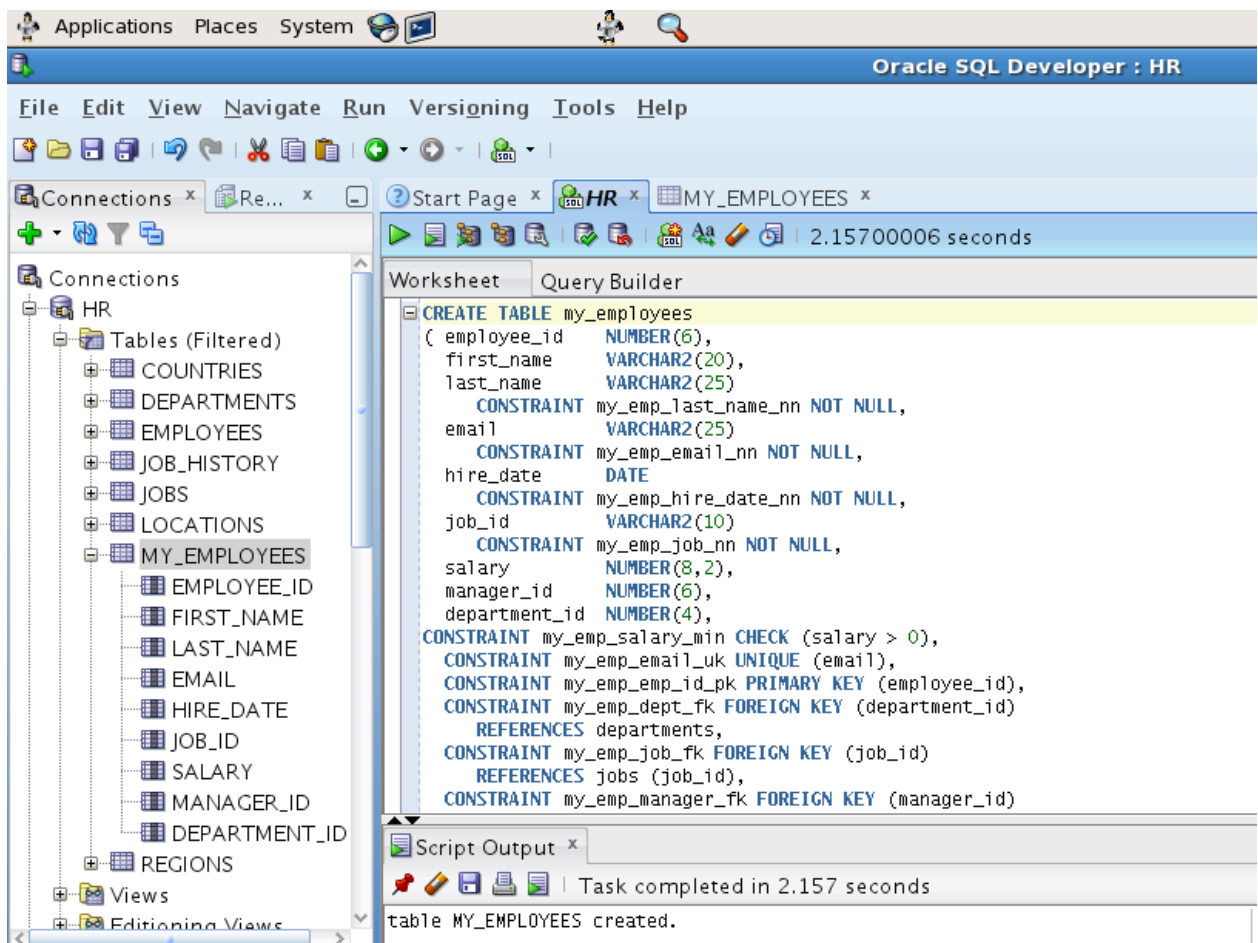 Applications Places System
Oracle SQL Developer : HR
File Edit View Navigate Run Versioning Tools Help
Connections Re...
Start Page HR MY_EMPLOYEES
2.15700006 seconds
Connections
HR
Tables (Filtered)
COUNTRIES
DEPARTMENTS
EMPLOYEES
JOB_HISTORY
JOBS
LOCATIONS
MY_EMPLOYEES
EMPLOYEE_ID
FIRST_NAME
LAST_NAME
EMAIL
HIRE_DATE
JOB_ID
SALARY
MANAGER_ID
DEPARTMENT_ID
REGIONS
Views
Editioning Views
Worksheet Query Builder
CREATE TABLE my_employees
( employee_id NUMBER(6),
first_name VARCHAR2(20),
last_name VARCHAR2(25)
CONSTRAINT my_emp_last_name_nn NOT NULL,
email VARCHAR2(25)
CONSTRAINT my_emp_email_nn NOT NULL,
hire_date DATE
CONSTRAINT my_emp_hire_date_nn NOT NULL,
job_id VARCHAR2(10)
CONSTRAINT my_emp_job_nn NOT NULL,
salary NUMBER(8,2),
manager_id NUMBER(6),
department_id NUMBER(4),
CONSTRAINT my_emp_salary_min CHECK (salary > 0),
CONSTRAINT my_emp_email_uk UNIQUE (email),
CONSTRAINT my_emp_emp_id_pk PRIMARY KEY (employee_id),
CONSTRAINT my_emp_dept_fk FOREIGN KEY (department_id)
REFERENCES departments,
CONSTRAINT my_emp_job_fk FOREIGN KEY (job_id)
REFERENCES jobs (job_id),
CONSTRAINT my_emp_manager_fk FOREIGN KEY (manager_id)
Script Output
Task completed in 2.157 seconds
table MY_EMPLOYEES created.